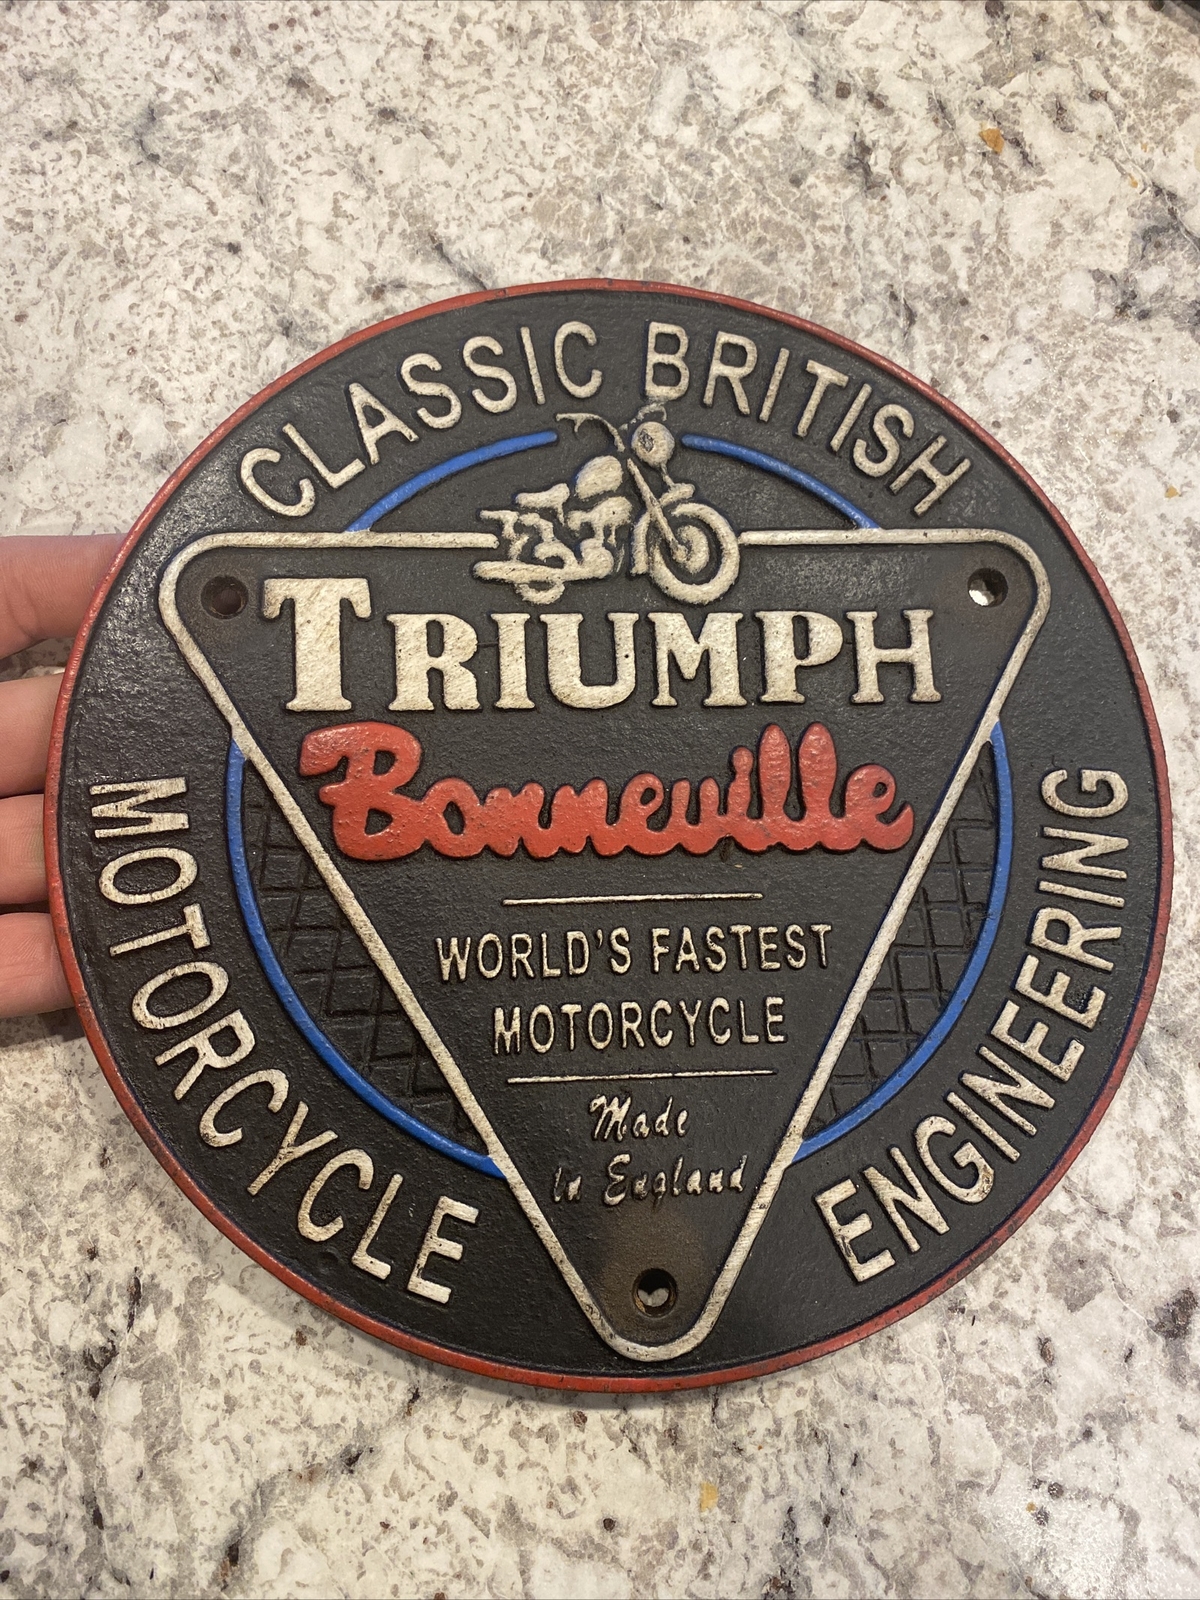 CLASSIC BRITISH
TRIUMPH
Bonneville
WORLD'S FASTEST
MOTORCYCLE
Made
in England
MOTORCYCLE
ENGINEERING